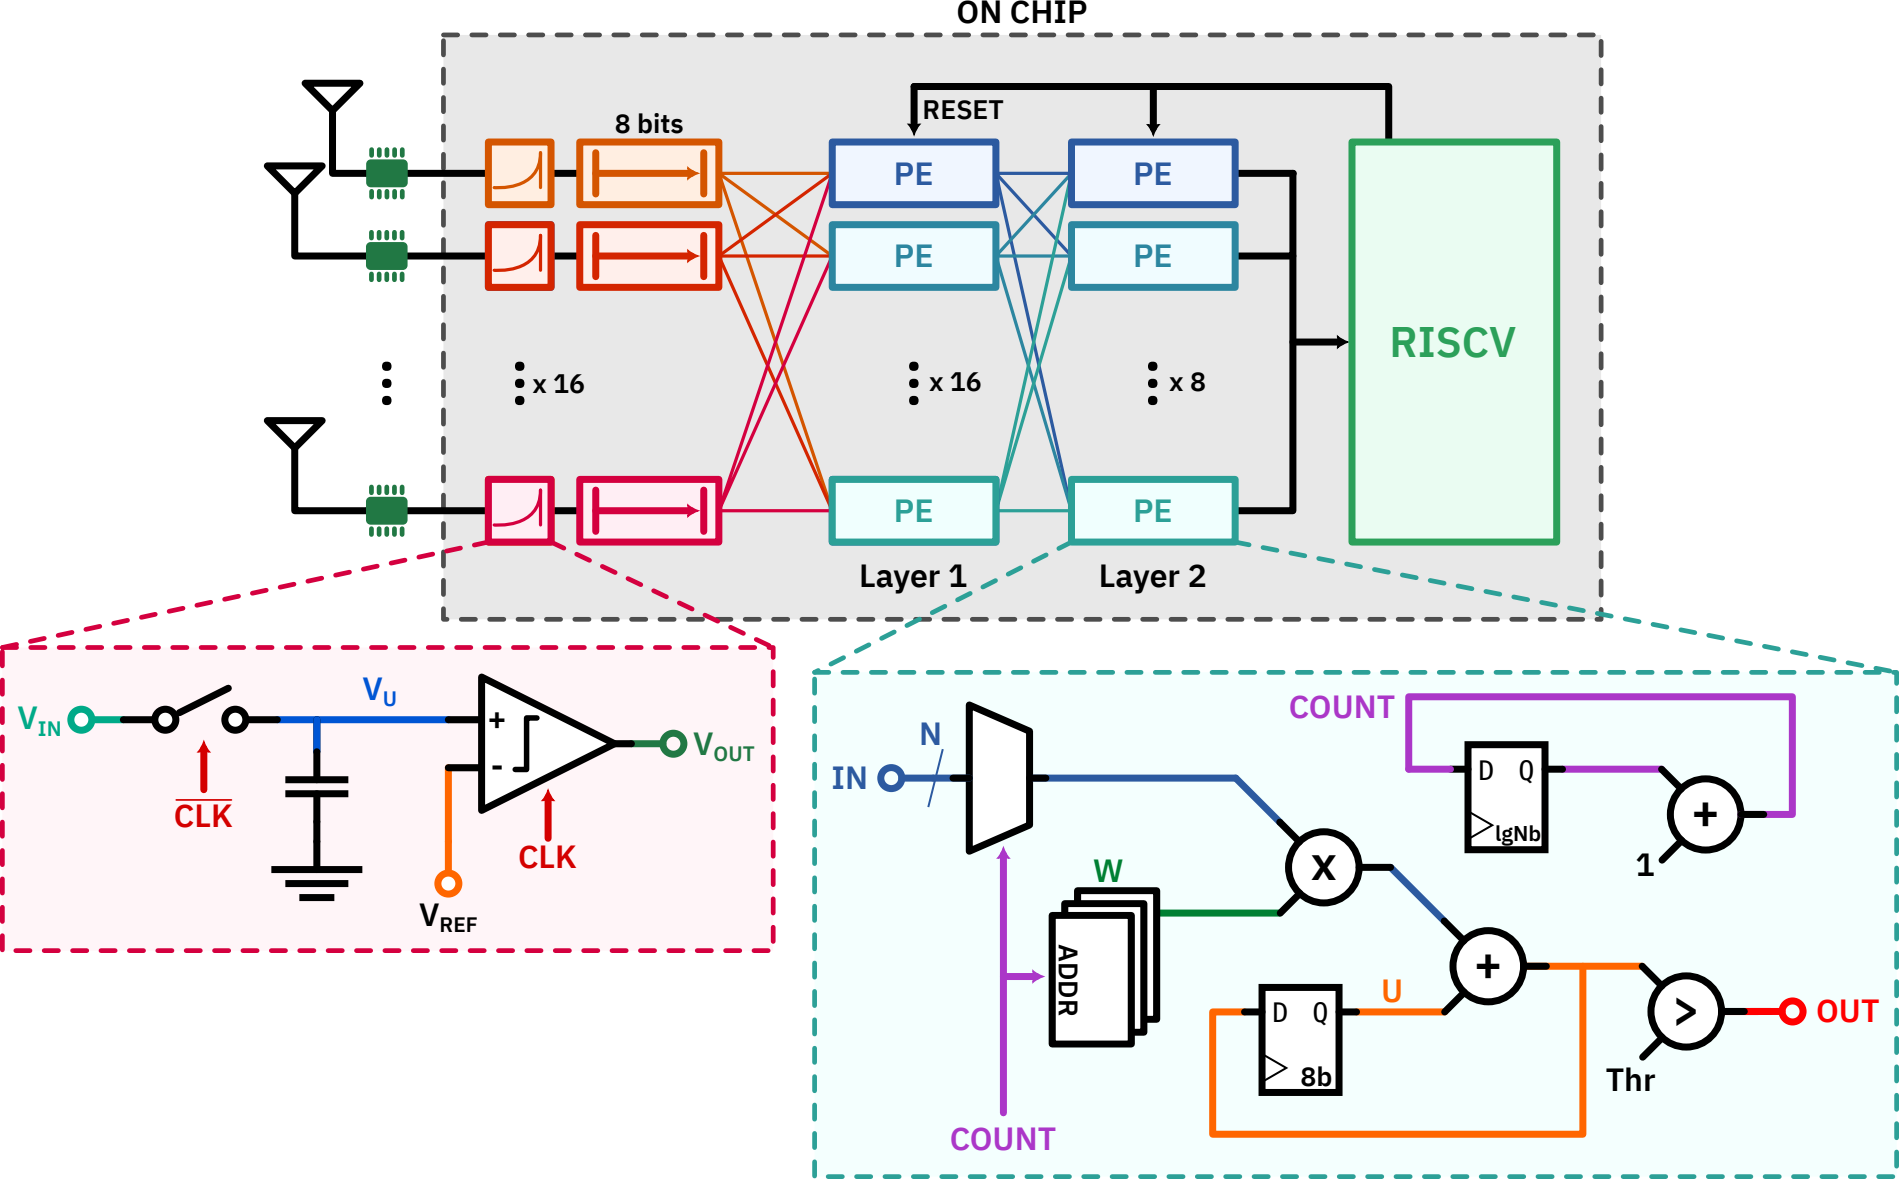 ON CHIP
RESET
8 bits
PE
PE
PE
PE
RISCV
x 16
x 16
x 8
PE
PE
Layer 1
Layer 2
VIN
VU
+
-
VOUT
CLK
CLK
VREF
COUNT
N
IN
D Q
lgNb
+
1
X
W
ADDR
+
U
D Q
8b
>
OUT
Thr
COUNT